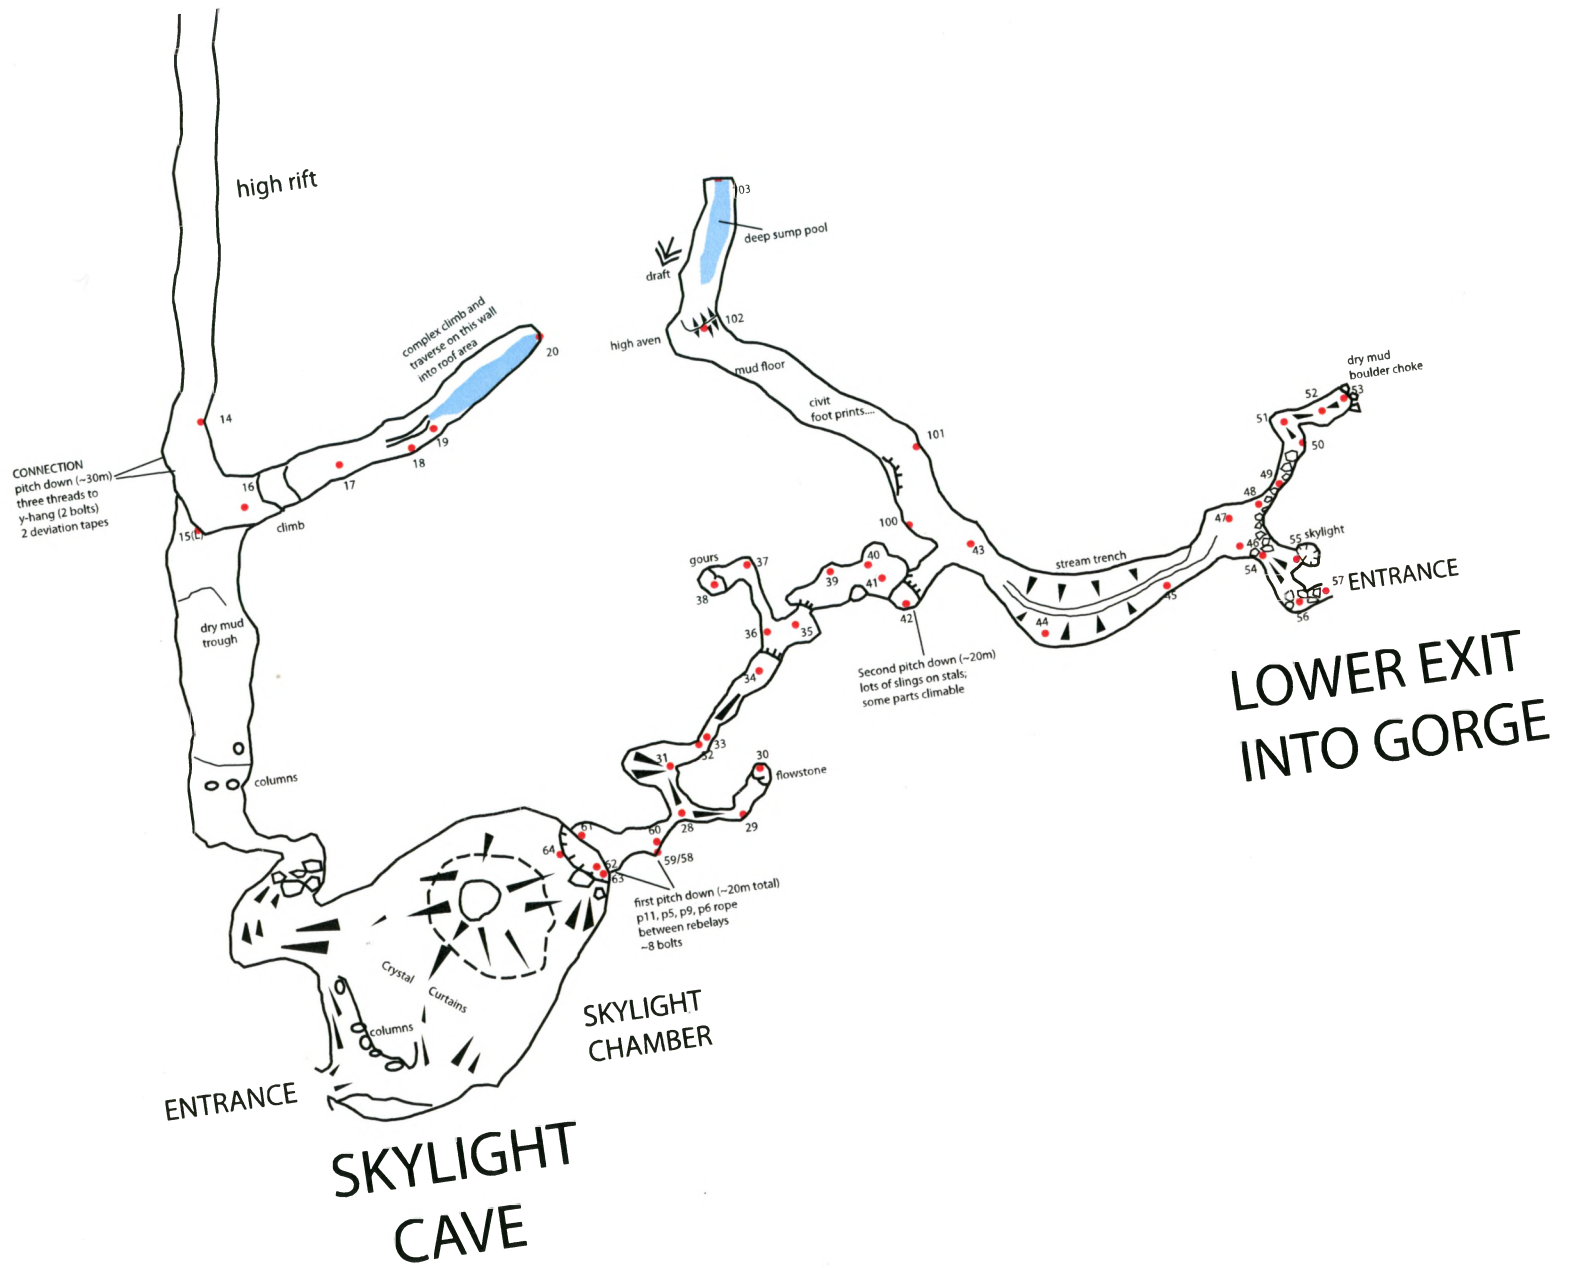 high rift
103
deep sump pool
draft
102
high aven
mud floor
civit
foot prints....
101
complex climb and
traverse on this wall
into roof area
20
19
18
17
16
14
climb
15(L)
CONNECTION
pitch down (~30m)
three threads to
y-hang (2 bolts)
2 deviation tapes
dry mud
boulder choke
53
52
51
50
49
48
47
46
54
55 skylight
57 ENTRANCE
56
100
43
stream trench
45
44
gours
37
38
40
39
41
42
36
35
34
Second pitch down (~20m)
lots of slings on stals;
some parts climable
LOWER EXIT
INTO GORGE
dry mud
trough
columns
33
32
31
30
flowstone
28
29
61
60
59/58
64
62
63
first pitch down (~20m total)
p11, p5, p9, p6 rope
between rebelays
~8 bolts
Crystal
Curtains
columns
SKYLIGHT
CHAMBER
ENTRANCE
SKYLIGHT
CAVE